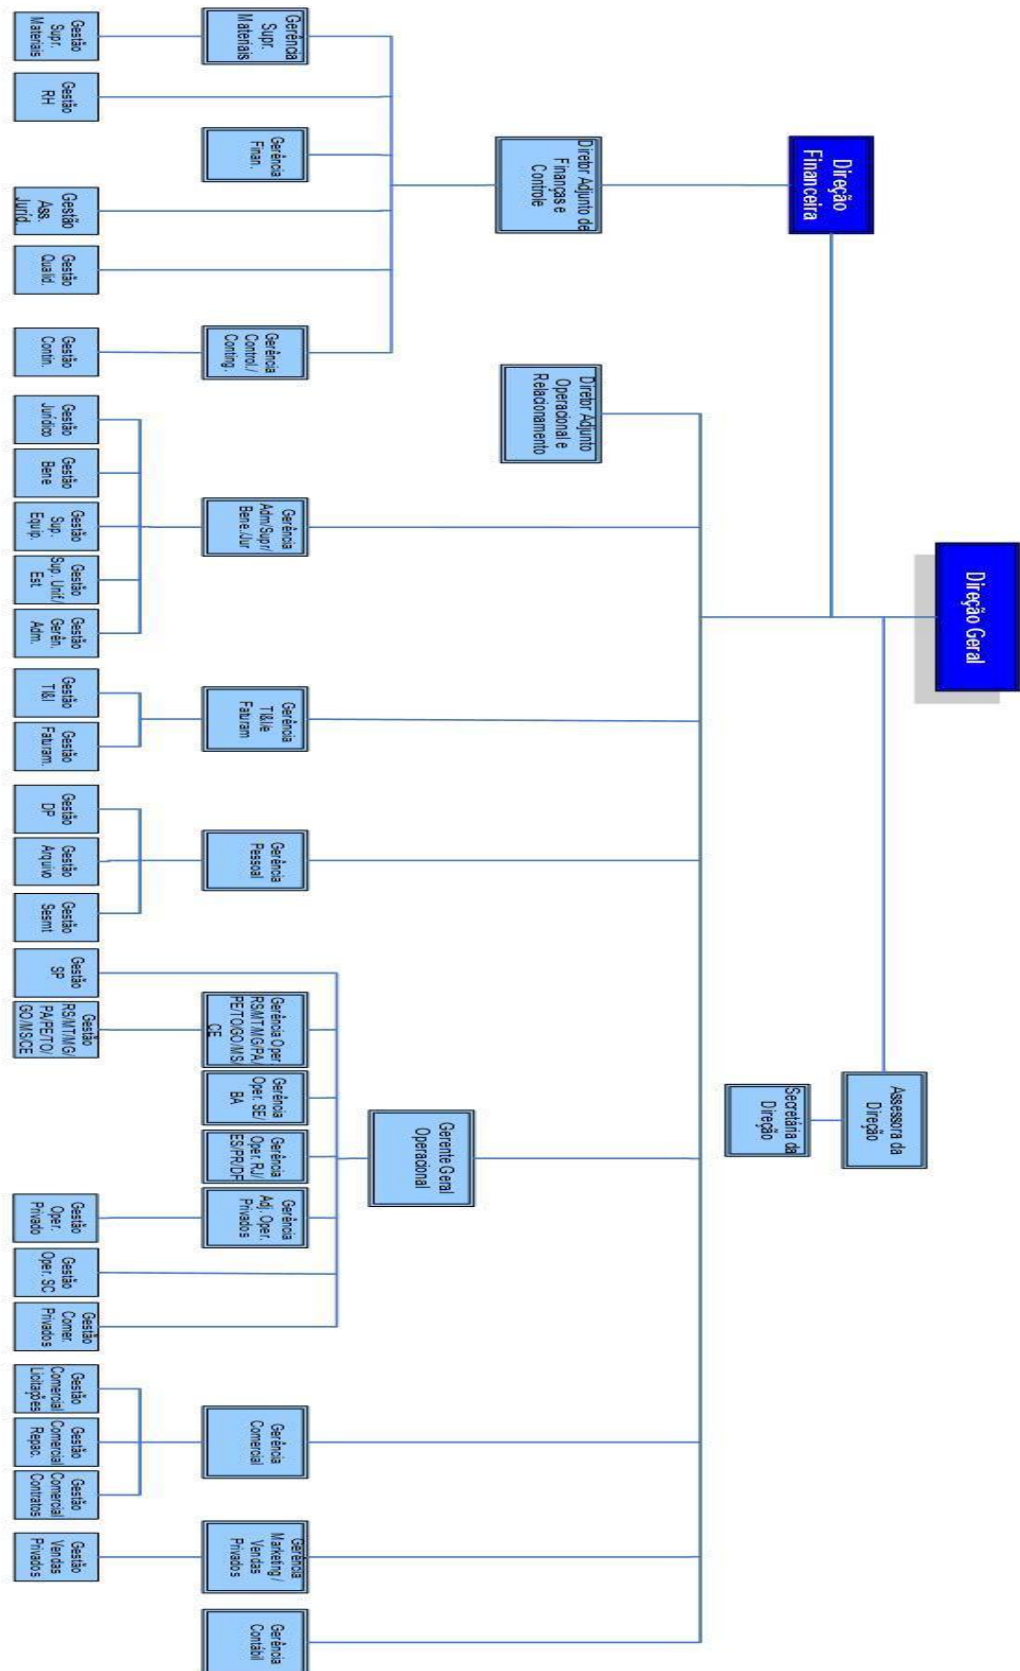 Direção Geral
Direção
Financeira
Assessora da
Direção
Secretária da
Direção
Diretor Adjunto de
Finanças e
Controle
Diretor Adjunto
Operacional e
Relacionamento
Gerente Geral
Operacional
Gerência
Supr.
Materiais
Gerência
Finan.
Gerência
Control./
Conting.
Gerência
Adm/Supr/
Bene./Jur
Gerência
TI&I/e
Faturam
Gerência
Pessoal
Gerência Oper
RS/MT/MG/PA/
PE/TO/GO/MS/
CE
Gerência
Oper. SE/
BA
Gerência
Oper. RJ/
ES/PR/DF
Gerência
Adj. Oper.
Privados
Gerência
Comercial
Gerência
Marketing/
Vendas
Privados
Gerência
Contábil
Gestão
Supr.
Materiais
Gestão
RH
Gestão
Ass.
Juríd.
Gestão
Qualid.
Gestão
Contin.
Gestão
Jurídico
Gestão
Bene
Gestão
Sup.
Equip.
Gestão
Sup. Unif./
Est
Gestão
Gerên.
Adm.
Gestão
TI&I
Gestão
Faturam.
Gestão
DP
Gestão
Arquivo
Gestão
Sesmt
Gestão
SP
Gestão
RS/MT/MG/
PA/PE/TO/
GO/MS/CE
Gestão
Oper.
Privado
Gestão
Oper. SC
Gestão
Comer.
Privados
Gestão
Comercial
Licitações
Gestão
Comercial
Repac.
Gestão
Comercial
Contratos
Gestão
Vendas
Privados